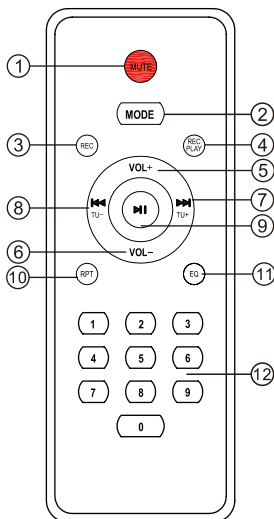 1 MUTE
MODE 2
3 REC REC PLAY 4
VOL+ 5
8 TU− TU+ 7
6 VOL− 9
10 RPT EQ 11
1 2 3
4 5 6
12
7 8 9
0